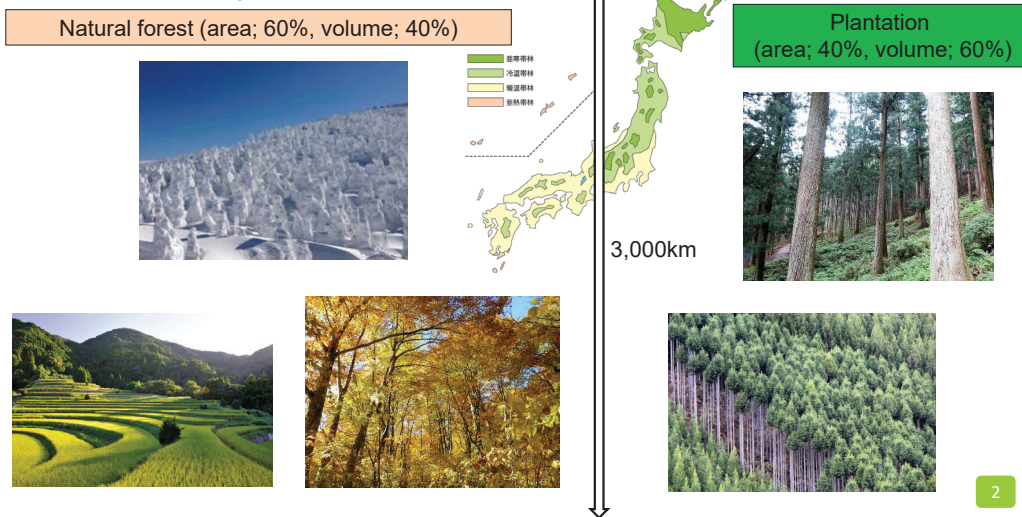 Natural forest (area; 60%, volume; 40%)
Plantation
(area; 40%, volume; 60%)
亜寒帯林
冷温帯林
暖温帯林
亜熱帯林
3,000km
2